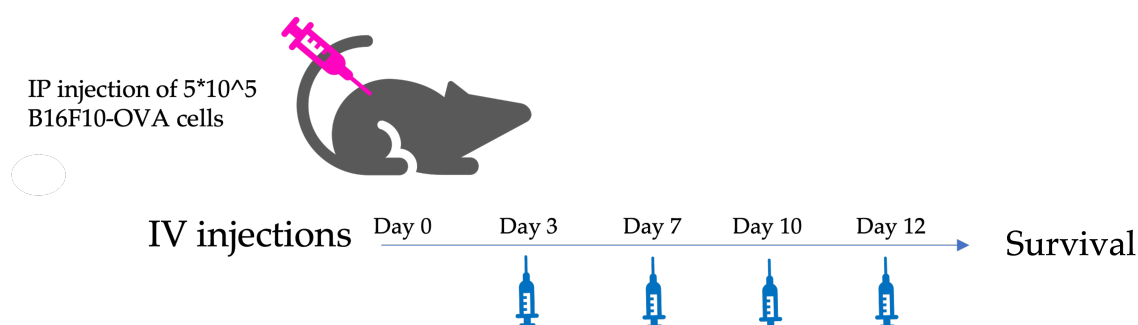 IP injection of 5*10^5
B16F10-OVA cells
IV injections
Day 0
Day 3
Day 7
Day 10
Day 12
Survival